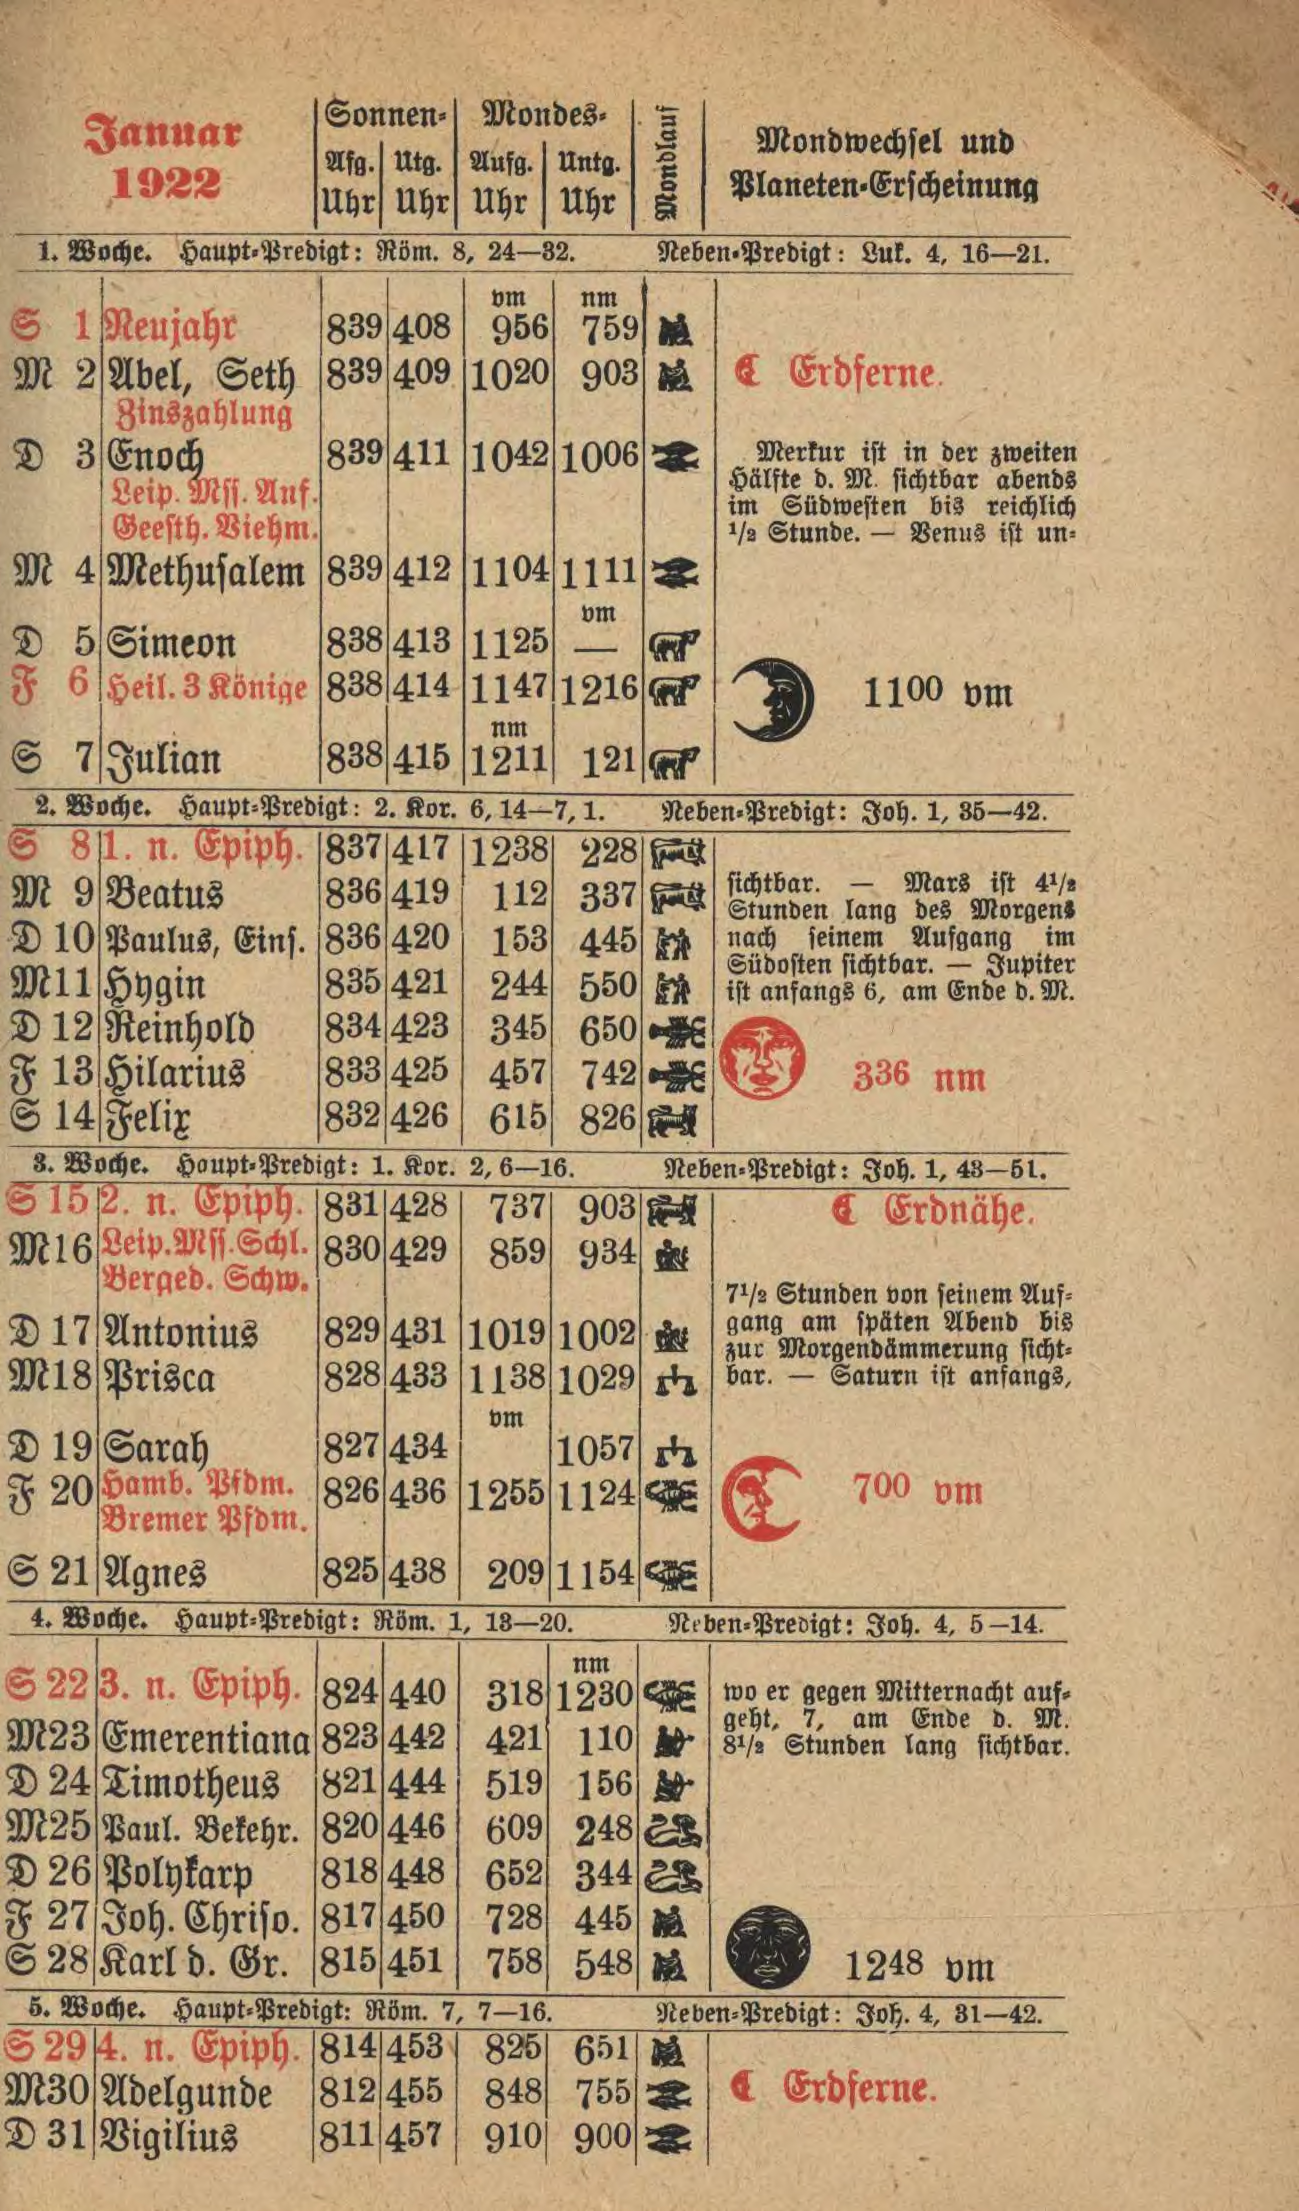 Januar
1922
Sonnen- Mondes- Mondlauf Mondwechsel und
Planeten-Erscheinung
Afg. Utg. Aufg. Untg.
Uhr Uhr Uhr Uhr
1. Woche. Haupt-Predigt: Röm. 8, 24—32. Neben-Predigt: Luk. 4, 16—21.
vm nm
S 1 Neujahr 839 408 956 759
M 2 Abel, Seth 839 409 1020 903 ☾ Erdferne.
Zinszahlung
D 3 Enoch 839 411 1042 1006
Leip. Mss. Anf.
Geesth. Viehm.
Merkur ist in der zweiten
Hälfte d. M. sichtbar abends
im Südwesten bis reichlich
1/2 Stunde. — Venus ist un-
M 4 Methusalem 839 412 1104 1111
vm
D 5 Simeon 838 413 1125 —
F 6 Heil. 3 Könige 838 414 1147 1216 1100 vm
nm
S 7 Julian 838 415 1211 121
2. Woche. Haupt-Predigt: 2. Kor. 6, 14—7, 1. Neben-Predigt: Joh. 1, 35—42.
S 8 1. n. Epiph. 837 417 1238 228
M 9 Beatus 836 419 112 337
D 10 Paulus, Eins. 836 420 153 445
M 11 Hygin 835 421 244 550
sichtbar. — Mars ist 4 1/2
Stunden lang des Morgens
nach seinem Aufgang im
Südosten sichtbar. — Jupiter
ist anfangs 6, am Ende d. M.
D 12 Reinhold 834 423 345 650
F 13 Hilarius 833 425 457 742 336 nm
S 14 Felix 832 426 615 826
3. Woche. Haupt-Predigt: 1. Kor. 2, 6—16. Neben-Predigt: Joh. 1, 43—51.
S 15 2. n. Epiph. 831 428 737 903 ☾ Erdnähe.
M 16 Leip. Mss. Schl. 830 429 859 934
Berged. Schw.
D 17 Antonius 829 431 1019 1002
M 18 Prisca 828 433 1138 1029
7 1/2 Stunden von seinem Auf-
gang am späten Abend bis
zur Morgendämmerung sicht-
bar. — Saturn ist anfangs,
vm
D 19 Sarah 827 434 1057
F 20 Hamb. Pfdm. 826 436 1255 1124 700 vm
Bremer Pfdm.
S 21 Agnes 825 438 209 1154
4. Woche. Haupt-Predigt: Röm. 1, 13—20. Neben-Predigt: Joh. 4, 5—14.
nm
S 22 3. n. Epiph. 824 440 318 1230
M 23 Emerentiana 823 442 421 110
wo er gegen Mitternacht auf-
geht, 7, am Ende d. M.
8 1/2 Stunden lang sichtbar.
D 24 Timotheus 821 444 519 156
M 25 Paul. Bekehr. 820 446 609 248
D 26 Polykarp 818 448 652 344
F 27 Joh. Chriso. 817 450 728 445
S 28 Karl d. Gr. 815 451 758 548 1248 vm
5. Woche. Haupt-Predigt: Röm. 7, 7—16. Neben-Predigt: Joh. 4, 31—42.
S 29 4. n. Epiph. 814 453 825 651
M 30 Adelgunde 812 455 848 755 ☾ Erdferne.
D 31 Vigilius 811 457 910 900